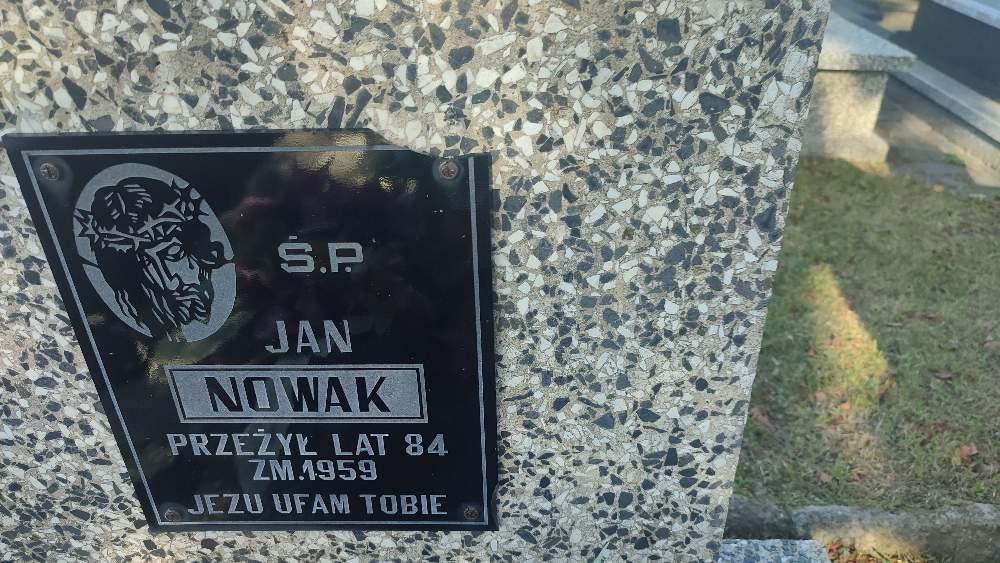 Ś.P.
JAN
NOWAK
PRZEŻYŁ LAT 84
ZM.1959
JEZU UFAM TOBIE